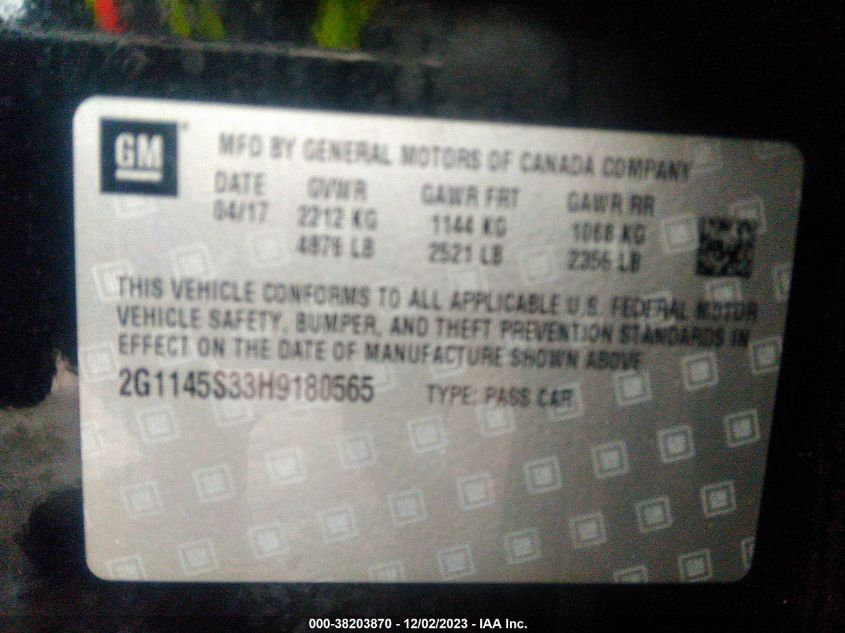 GM
MFD BY GENERAL MOTORS OF CANADA COMPANY
DATE GVWR GAWR FRT GAWR RR
04/17 2212 KG 1144 KG 1068 KG
4876 LB 2521 LB 2356 LB
THIS VEHICLE CONFORMS TO ALL APPLICABLE U.S. FEDERAL MOTOR
VEHICLE SAFETY, BUMPER, AND THEFT PREVENTION STANDARDS IN
EFFECT ON THE DATE OF MANUFACTURE SHOWN ABOVE
2G1145S33H9180565 TYPE: PASS CAR
000-38203870 - 12/02/2023 - IAA Inc.